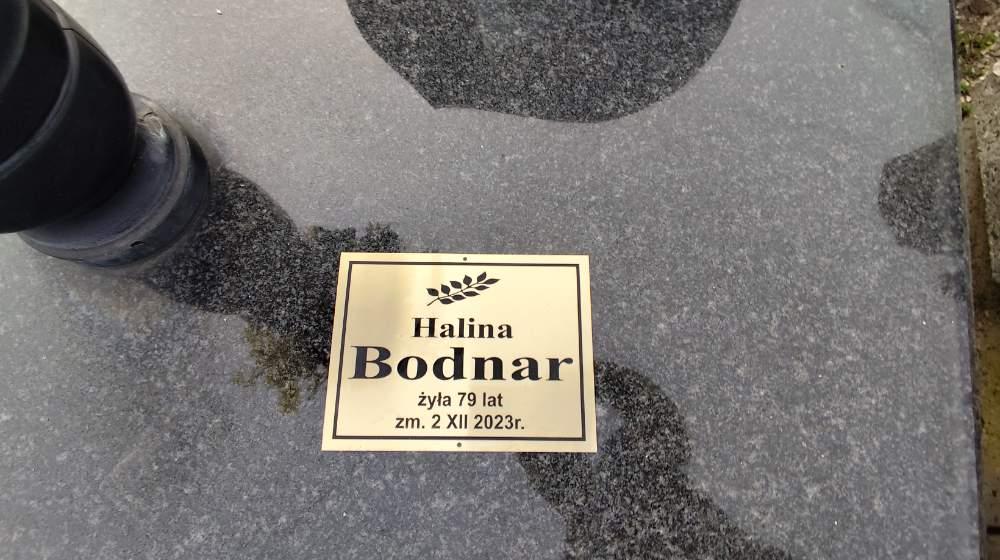 Halina
Bodnar
żyła 79 lat
zm. 2 XII 2023r.